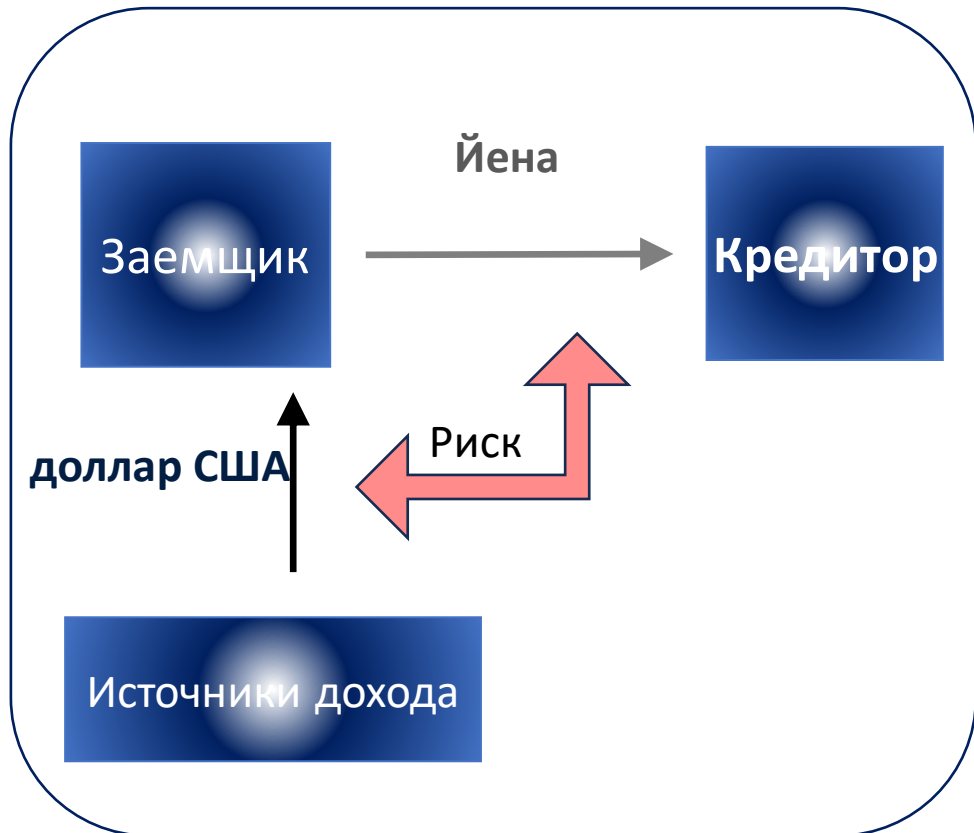 Йена
Заемщик
Кредитор
Риск
доллар США
Источники дохода